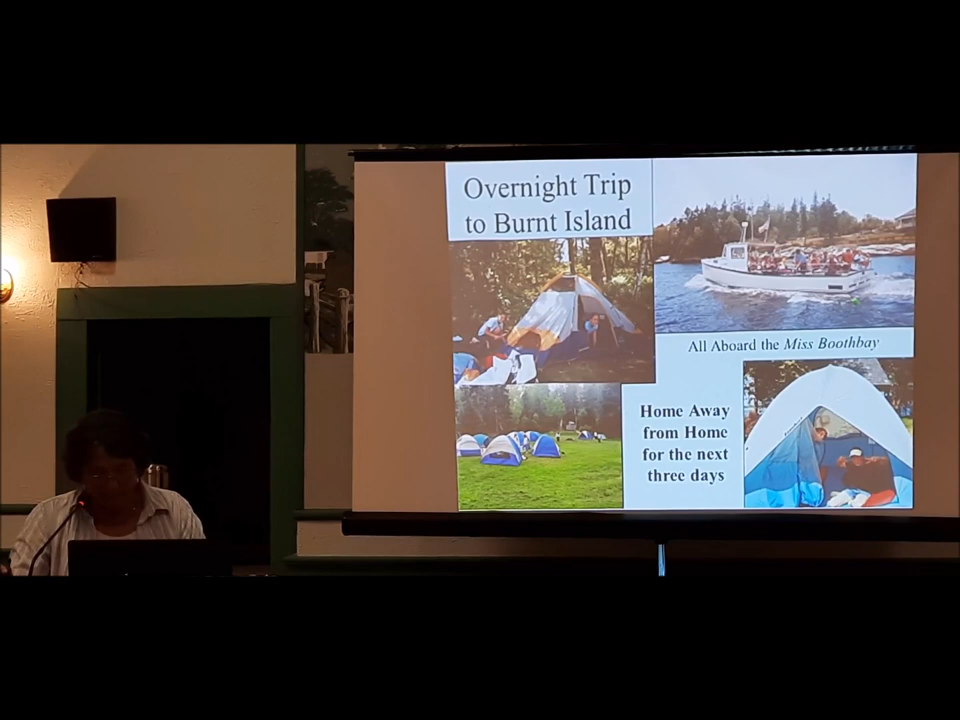 Overnight Trip
to Burnt Island
All Aboard the Miss Boothbay
Home Away
from Home
for the next
three days